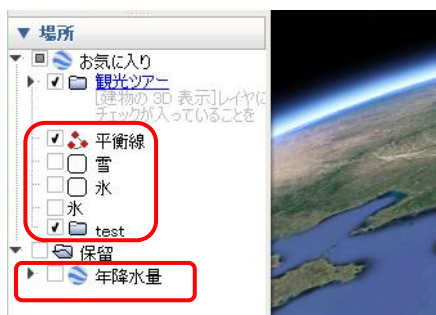 場所
お気に入り
観光ツアー
[建物の 3D 表示]レイヤに
チェックが入っていることを
平衡線
雪
氷
氷
test
保留
年降水量